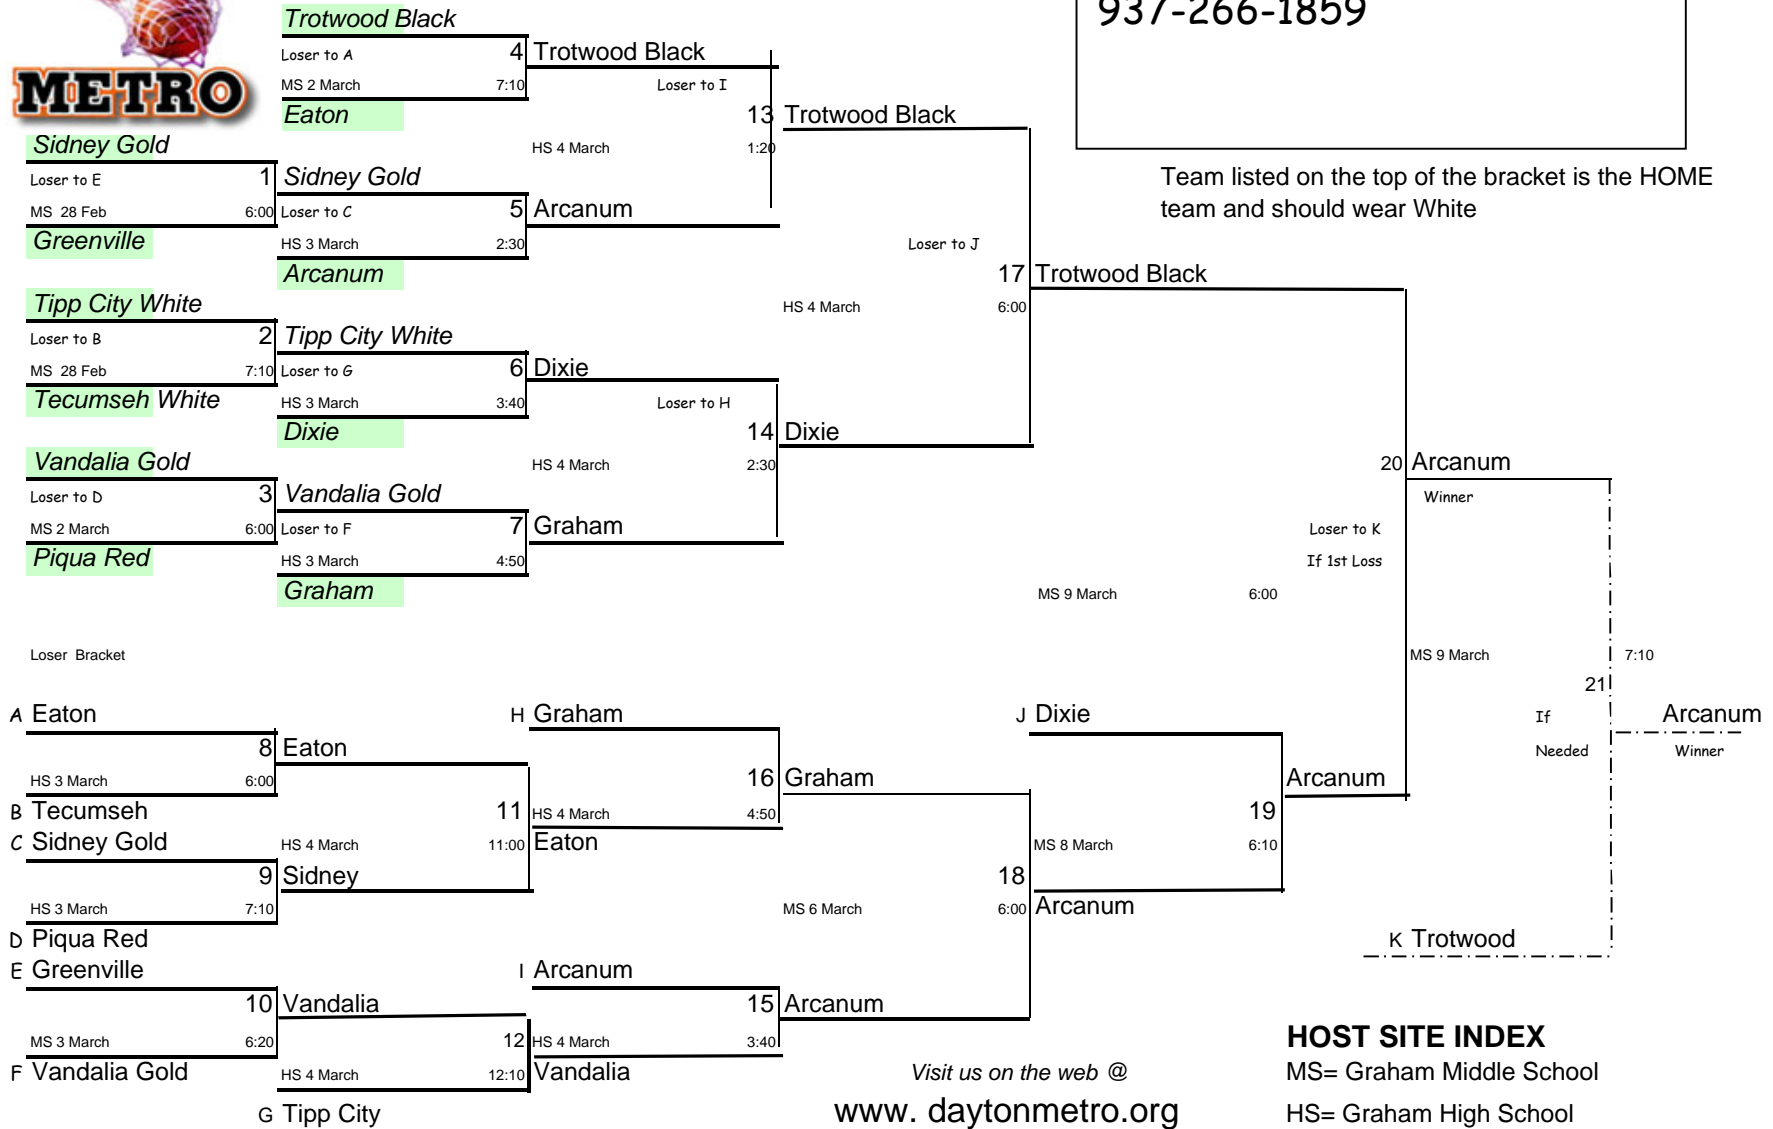 937-266-1859
METRO
Trotwood Black
Loser to A 4 Trotwood Black
MS 2 March 7:10 Loser to I
Eaton 13 Trotwood Black
Sidney Gold HS 4 March 1:20
Loser to E 1 Sidney Gold Team listed on the top of the bracket is the HOME
MS 28 Feb 6:00 Loser to C 5 Arcanum team and should wear White
Greenville HS 3 March 2:30 Loser to J
Arcanum 17 Trotwood Black
Tipp City White HS 4 March 6:00
Loser to B 2 Tipp City White
MS 28 Feb 7:10 Loser to G 6 Dixie
Tecumseh White HS 3 March 3:40 Loser to H
Dixie 14 Dixie
Vandalia Gold HS 4 March 2:30 20 Arcanum
Loser to D 3 Vandalia Gold Winner
MS 2 March 6:00 Loser to F 7 Graham Loser to K
Piqua Red HS 3 March 4:50 If 1st Loss
Graham MS 9 March 6:00
Loser Bracket MS 9 March 7:10
21
A Eaton H Graham J Dixie If Arcanum
8 Eaton Needed Winner
HS 3 March 6:00 16 Graham Arcanum
B Tecumseh 11 HS 4 March 4:50 19
C Sidney Gold HS 4 March 11:00 Eaton MS 8 March 6:10
9 Sidney 18
HS 3 March 7:10 MS 6 March 6:00 Arcanum
D Piqua Red K Trotwood
E Greenville I Arcanum
10 Vandalia 15 Arcanum
MS 3 March 6:20 12 HS 4 March 3:40 HOST SITE INDEX
F Vandalia Gold HS 4 March 12:10 Vandalia Visit us on the web @ MS= Graham Middle School
G Tipp City www. daytonmetro.org HS= Graham High School